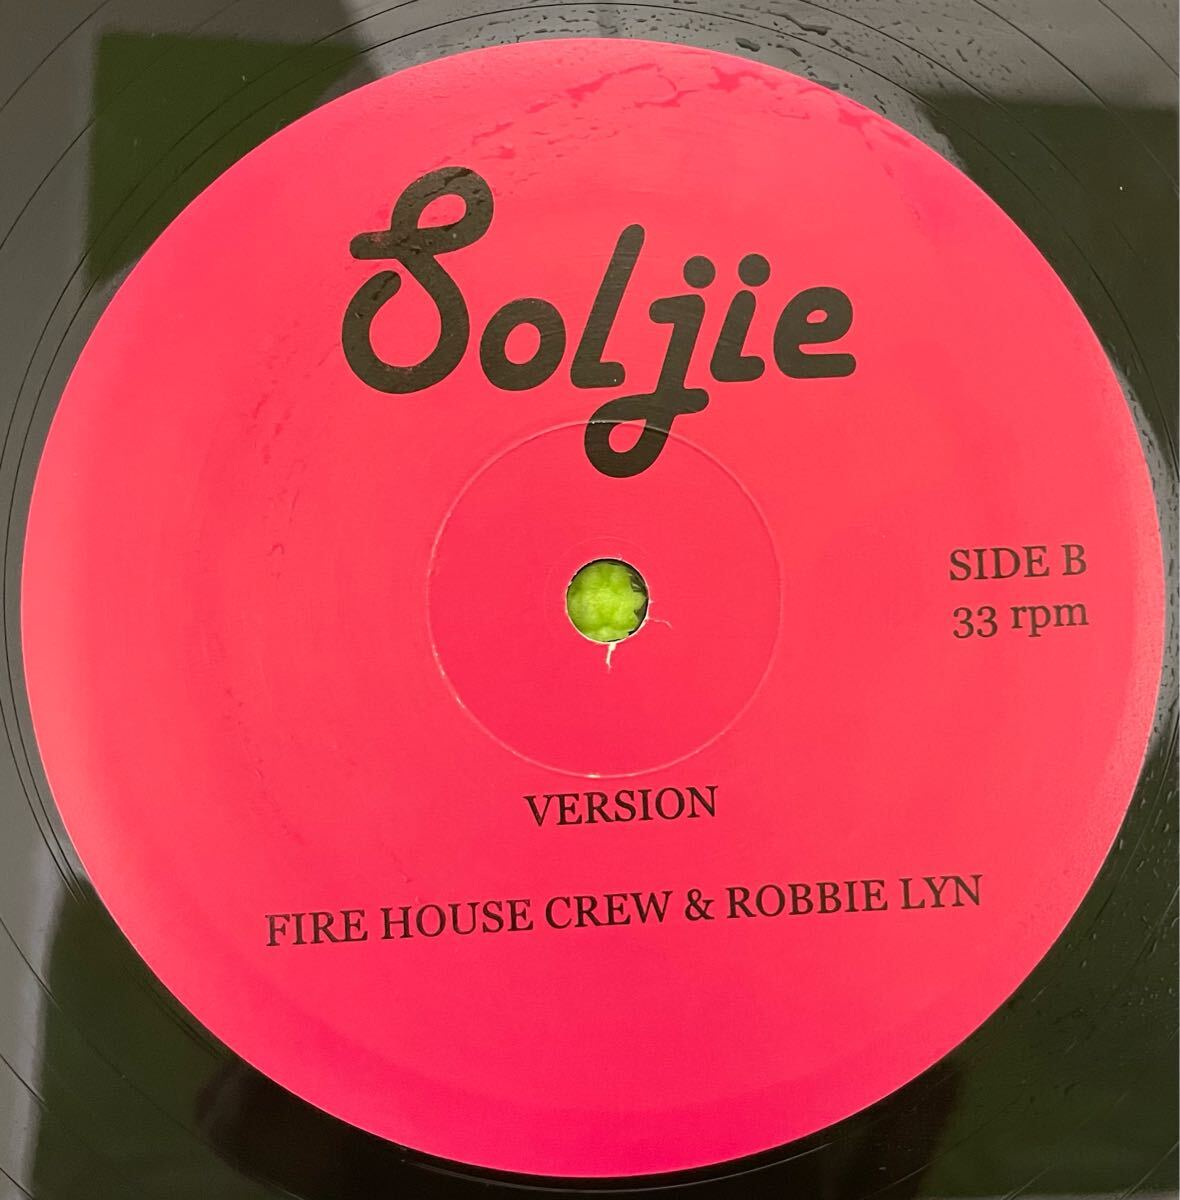 Soljie
SIDE B
33 rpm
VERSION
FIRE HOUSE CREW & ROBBIE LYN